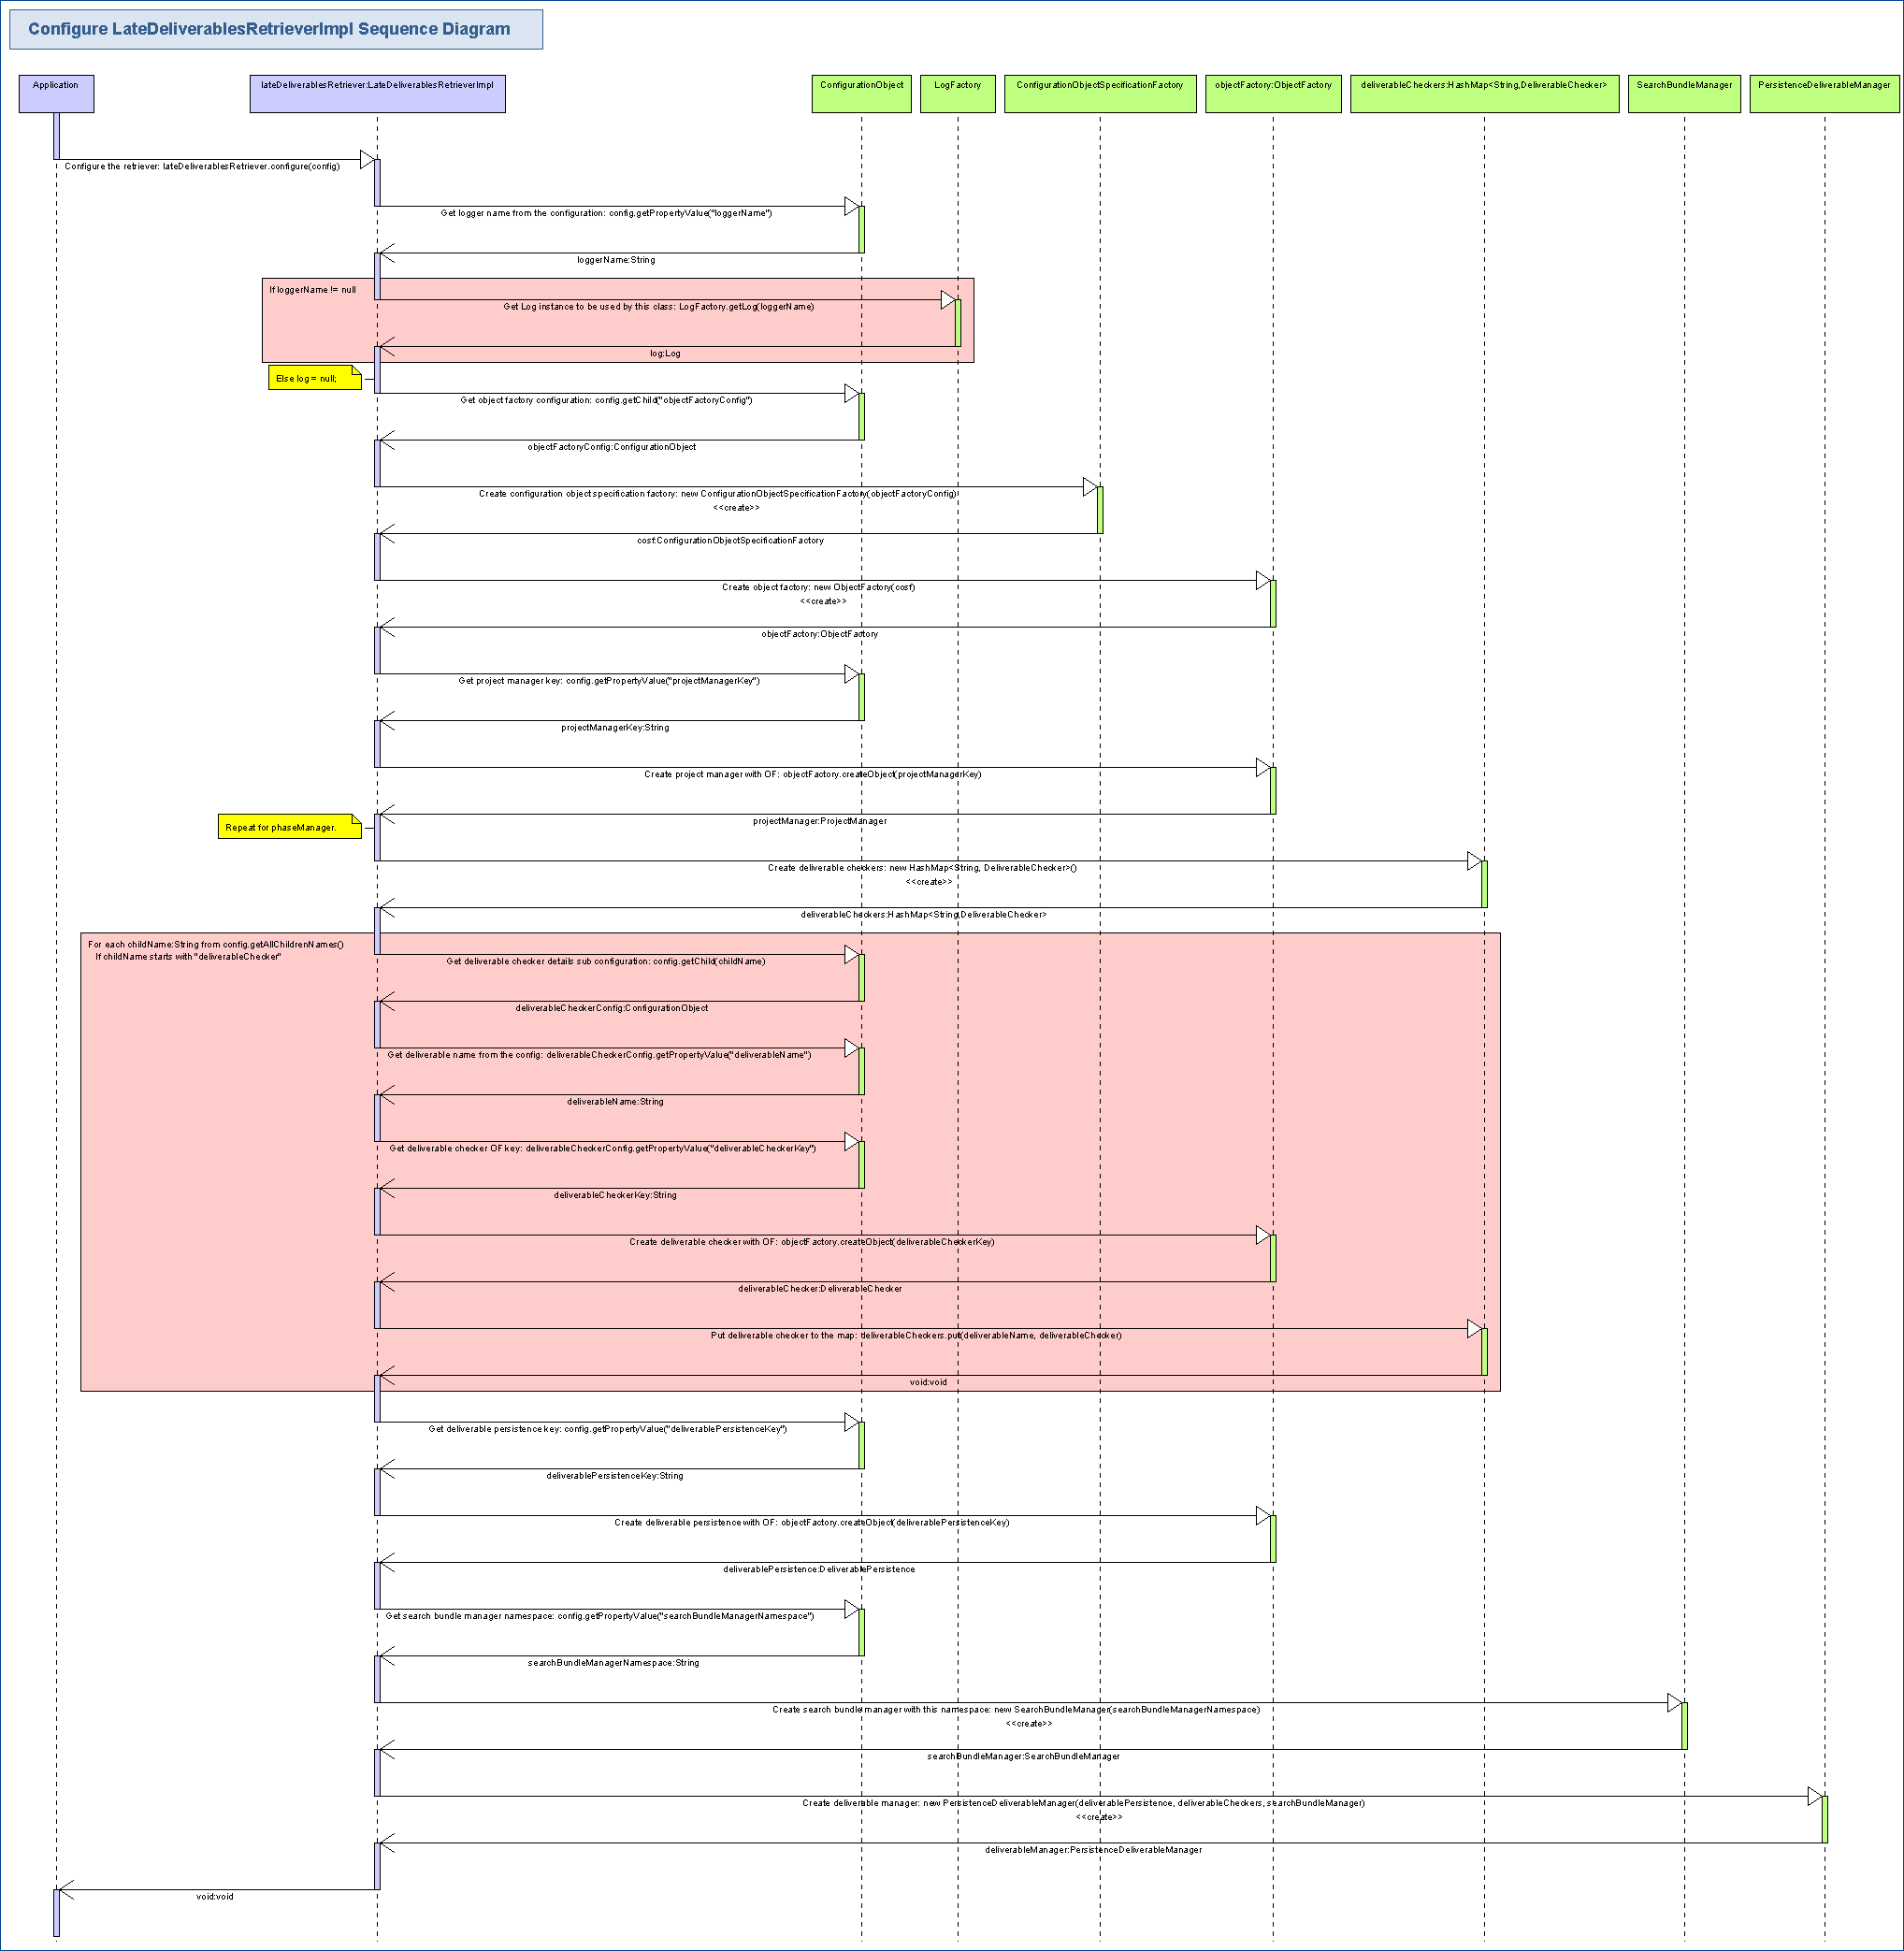 Configure LateDeliverablesRetrieverImpl Sequence Diagram
Application
lateDeliverablesRetriever:LateDeliverablesRetrieverImpl
ConfigurationObject
LogFactory
ConfigurationObjectSpecificationFactory
objectFactory:ObjectFactory
deliverableCheckers:HashMap<String,DeliverableChecker>
SearchBundleManager
PersistenceDeliverableManager
Configure the retriever: lateDeliverablesRetriever.configure(config)
Get logger name from the configuration: config.getPropertyValue("loggerName")
loggerName:String
If loggerName != null
Get Log instance to be used by this class: LogFactory.getLog(loggerName)
log:Log
Else log = null;
Get object factory configuration: config.getChild("objectFactoryConfig")
objectFactoryConfig:ConfigurationObject
Create configuration object specification factory: new ConfigurationObjectSpecificationFactory(objectFactoryConfig)
<<create>>
cosf:ConfigurationObjectSpecificationFactory
Create object factory: new ObjectFactory(cosf)
<<create>>
objectFactory:ObjectFactory
Get project manager key: config.getPropertyValue("projectManagerKey")
projectManagerKey:String
Create project manager with OF: objectFactory.createObject(projectManagerKey)
projectManager:ProjectManager
Repeat for phaseManager.
Create deliverable checkers: new HashMap<String, DeliverableChecker>()
<<create>>
deliverableCheckers:HashMap<String,DeliverableChecker>
For each childName:String from config.getAllChildrenNames()
If childName starts with "deliverableChecker"
Get deliverable checker details sub configuration: config.getChild(childName)
deliverableCheckerConfig:ConfigurationObject
Get deliverable name from the config: deliverableCheckerConfig.getPropertyValue("deliverableName")
deliverableName:String
Get deliverable checker OF key: deliverableCheckerConfig.getPropertyValue("deliverableCheckerKey")
deliverableCheckerKey:String
Create deliverable checker with OF: objectFactory.createObject(deliverableCheckerKey)
deliverableChecker:DeliverableChecker
Put deliverable checker to the map: deliverableCheckers.put(deliverableName, deliverableChecker)
void:void
Get deliverable persistence key: config.getPropertyValue("deliverablePersistenceKey")
deliverablePersistenceKey:String
Create deliverable persistence with OF: objectFactory.createObject(deliverablePersistenceKey)
deliverablePersistence:DeliverablePersistence
Get search bundle manager namespace: config.getPropertyValue("searchBundleManagerNamespace")
searchBundleManagerNamespace:String
Create search bundle manager with this namespace: new SearchBundleManager(searchBundleManagerNamespace)
<<create>>
searchBundleManager:SearchBundleManager
Create deliverable manager: new PersistenceDeliverableManager(deliverablePersistence, deliverableCheckers, searchBundleManager)
<<create>>
deliverableManager:PersistenceDeliverableManager
void:void